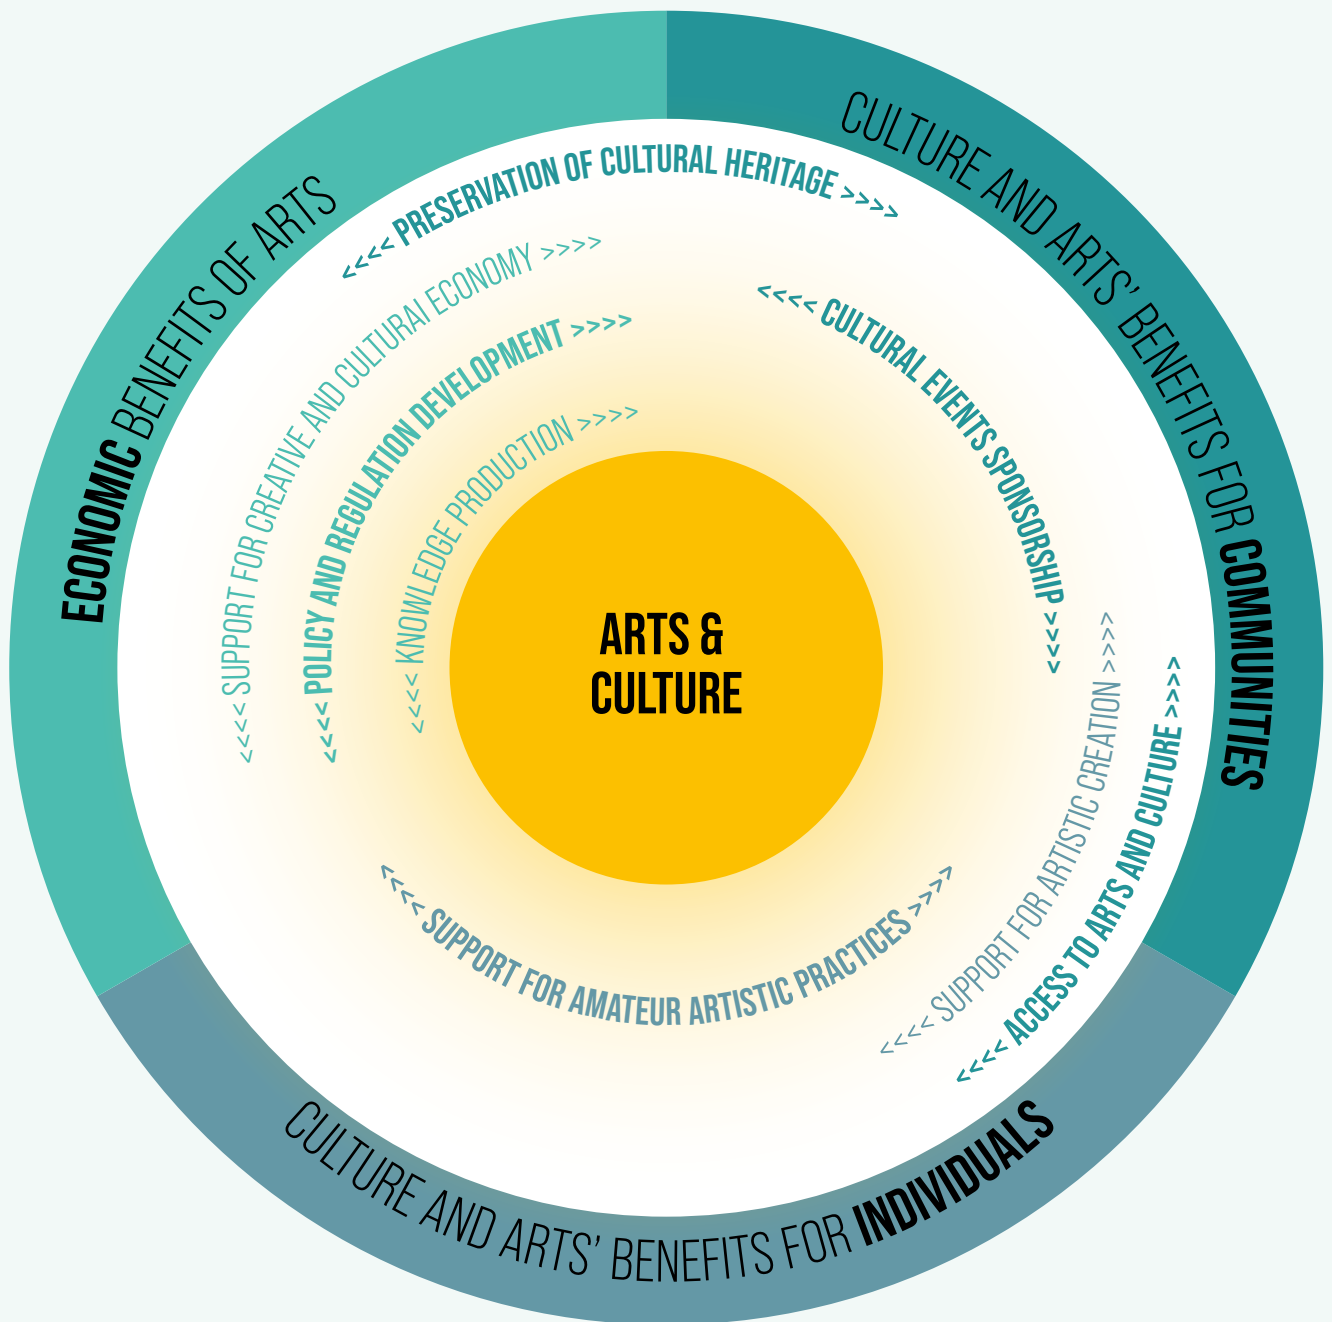 ECONOMIC BENEFITS OF ARTS
CULTURE AND ARTS' BENEFITS FOR COMMUNITIES
<<<< PRESERVATION OF CULTURAL HERITAGE >>>>
<<<< SUPPORT FOR CREATIVE AND CULTURAL ECONOMY >>>>
<<<< POLICY AND REGULATION DEVELOPMENT >>>>
<<<< KNOWLEDGE PRODUCTION >>>>
<<<< CULTURAL EVENTS SPONSORSHIP >>>>
ARTS &
CULTURE
<<<< SUPPORT FOR AMATEUR ARTISTIC PRACTICES >>>>
<<<< SUPPORT FOR ARTISTIC CREATION >>>>
<<<< ACCESS TO ARTS AND CULTURE >>>>
CULTURE AND ARTS' BENEFITS FOR INDIVIDUALS